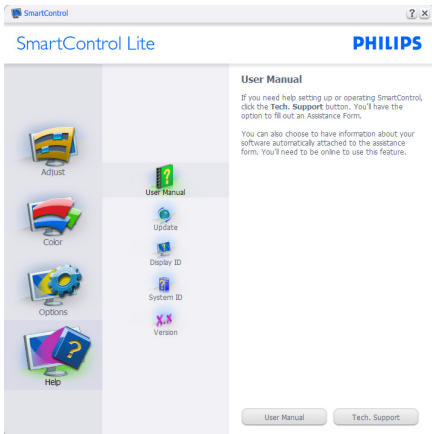 SmartControl
? ×
SmartControl Lite
PHILIPS
Adjust
Color
Options
Help
User Manual
Update
Display ID
System ID
X.X
Version
User Manual
If you need help setting up or operating SmartControl,
click the Tech. Support button. You'll have the
option to fill out an Assistance Form.
You can also choose to have information about your
software automatically attached to the assistance
form. You'll need to be online to use this feature.
User Manual
Tech. Support